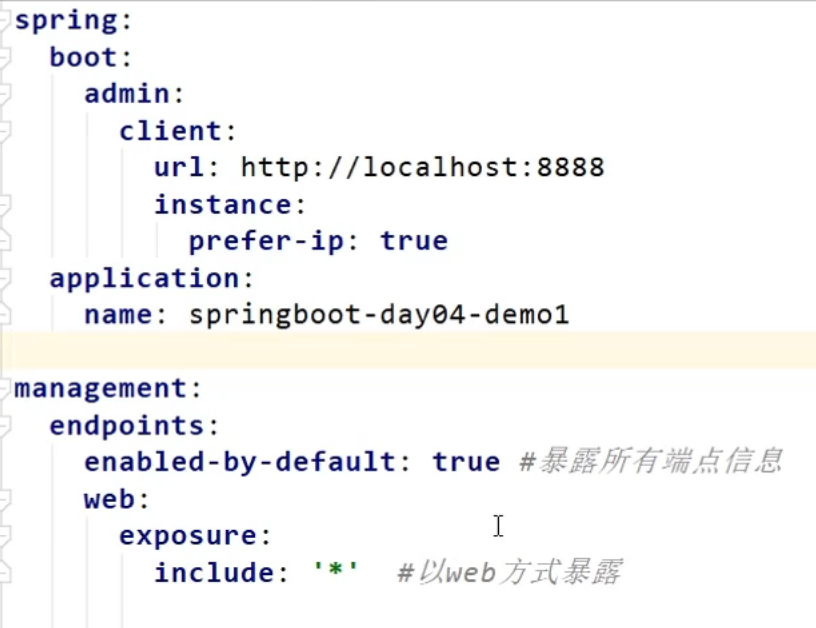 spring:
  boot:
    admin:
      client:
        url: http://localhost:8888
        instance:
          prefer-ip: true
  application:
    name: springboot-day04-demo1
management:
  endpoints:
    enabled-by-default: true #暴露所有端点信息
    web:
      exposure:
        include: '*'  #以web方式暴露